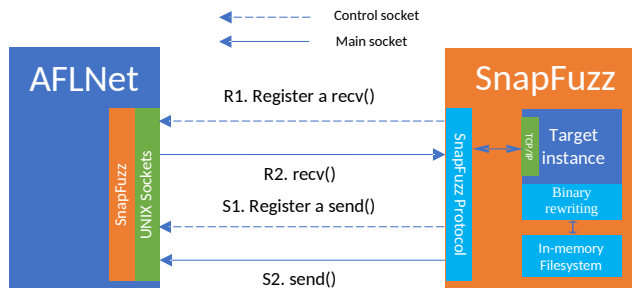 Control socket
Main socket
AFLNet
SnapFuzz
R1. Register a recv()
SnapFuzz
UNIX Sockets
SnapFuzz Protocol
TCP/IP
Target
instance
R2. recv()
Binary
rewriting
S1. Register a send()
In-memory
Filesystem
S2. send()